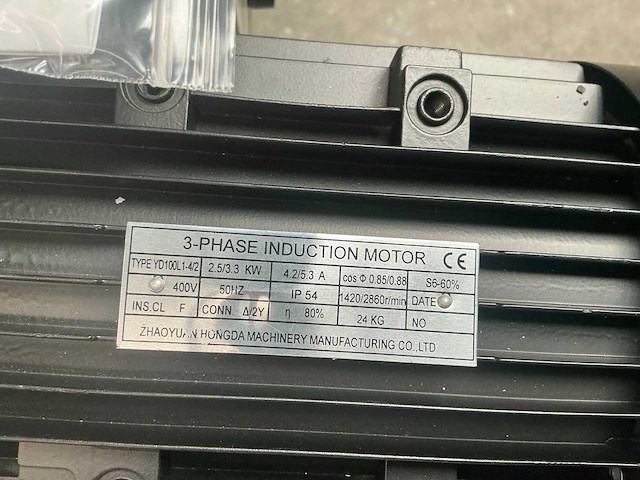 3-PHASE INDUCTION MOTOR CE
TYPE YD100L1-4/2 2.5/3.3 KW 4.2/5.3 A cos Φ 0.85/0.88 S6-60%
400V 50HZ IP 54 1420/2860r/min DATE
INS.CL F CONN. Δ/2Y η 80% 24 KG NO
ZHAOYUAN HONGDA MACHINERY MANUFACTURING CO.,LTD